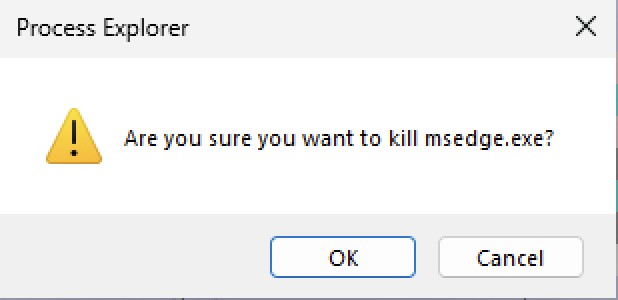 Process Explorer
Are you sure you want to kill msedge.exe?
OK
Cancel